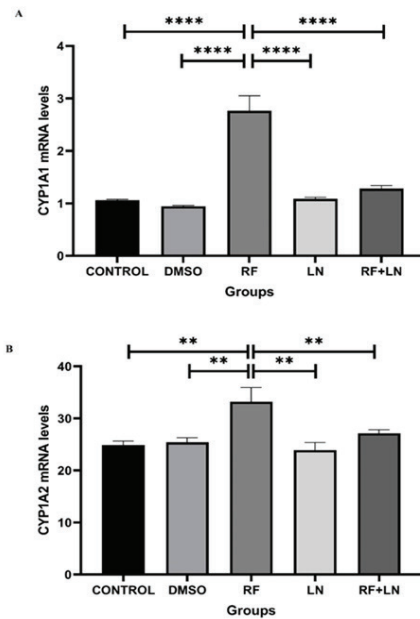 A
**** ****
**** ****
CYP1A1 mRNA levels
4
3
2
1
0
CONTROL DMSO RF LN RF+LN
Groups
B
** **
** **
CYP1A2 mRNA levels
40
30
20
10
0
CONTROL DMSO RF LN RF+LN
Groups